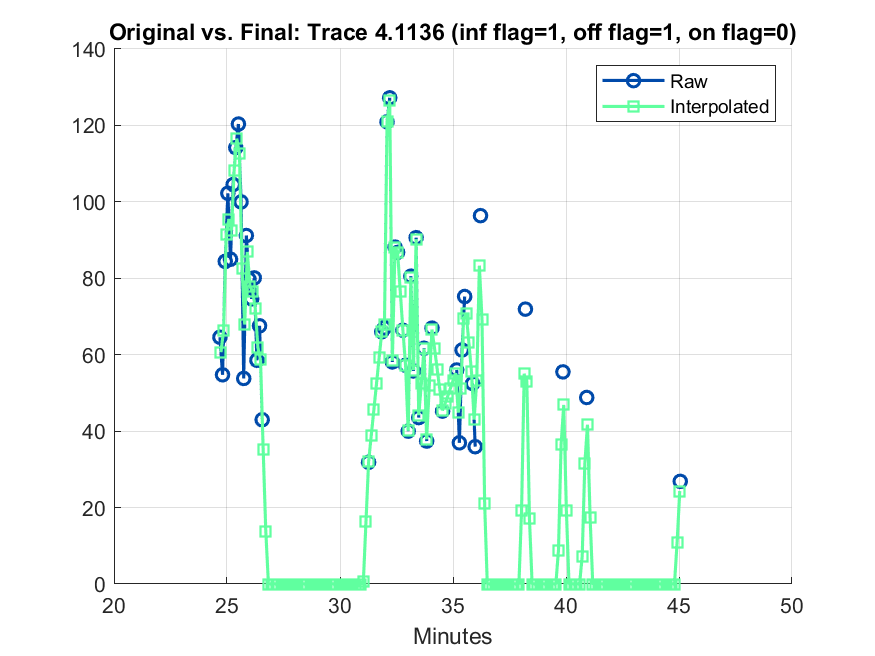 Original vs. Final: Trace 4.1136 (inf flag=1, off flag=1, on flag=0)
140
120
100
80
60
40
20
0
20 25 30 35 40 45 50
Minutes
Raw
Interpolated